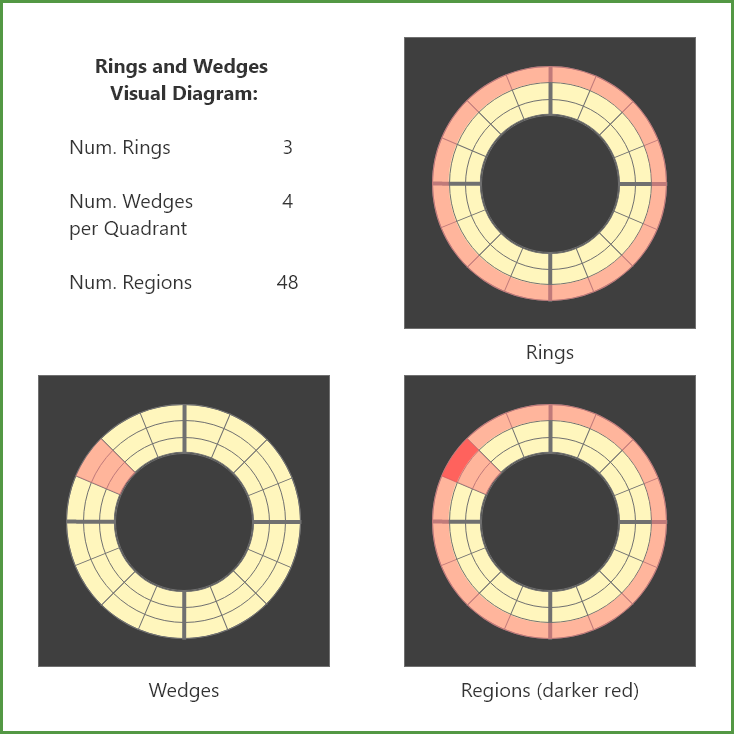 Rings and Wedges
Visual Diagram:
Num. Rings 3
Num. Wedges 4
per Quadrant
Num. Regions 48
Rings
Wedges
Regions (darker red)